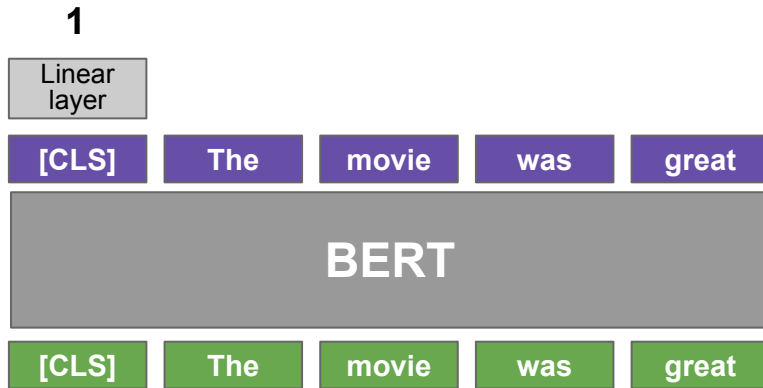 1
Linear
layer
[CLS] The movie was great
BERT
[CLS] The movie was great